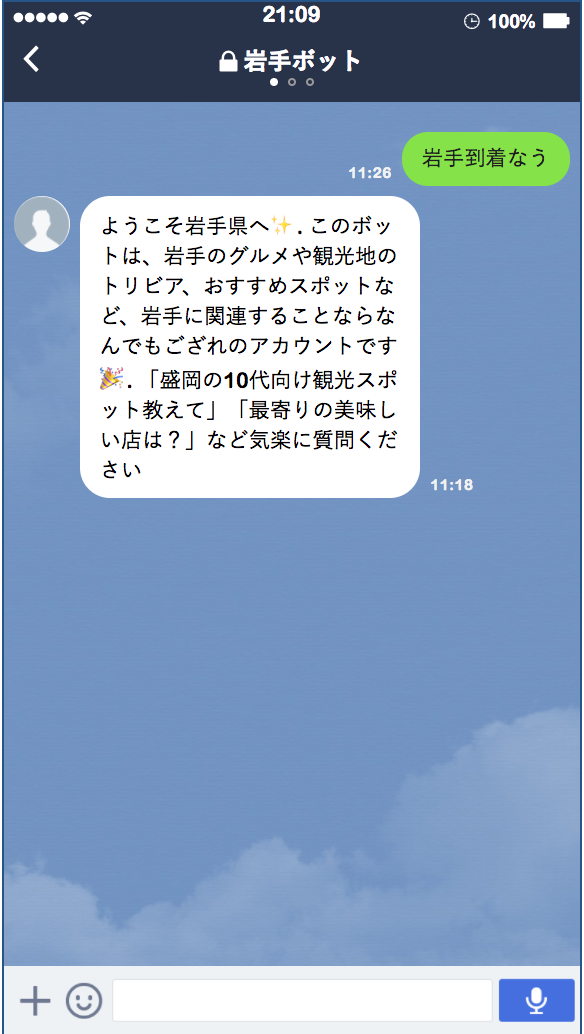 21:09
100%
岩手ボット
岩手到着なう
11:26
ようこそ岩手県へ✨. このボッ
トは、岩手のグルメや観光地の
トリビア、おすすめスポットな
ど、岩手に関連することならな
んでもござれのアカウントです
🎉. 「盛岡の10代向け観光スポ
ット教えて」「最寄りの美味し
い店は？」など気楽に質問くだ
さい
11:18